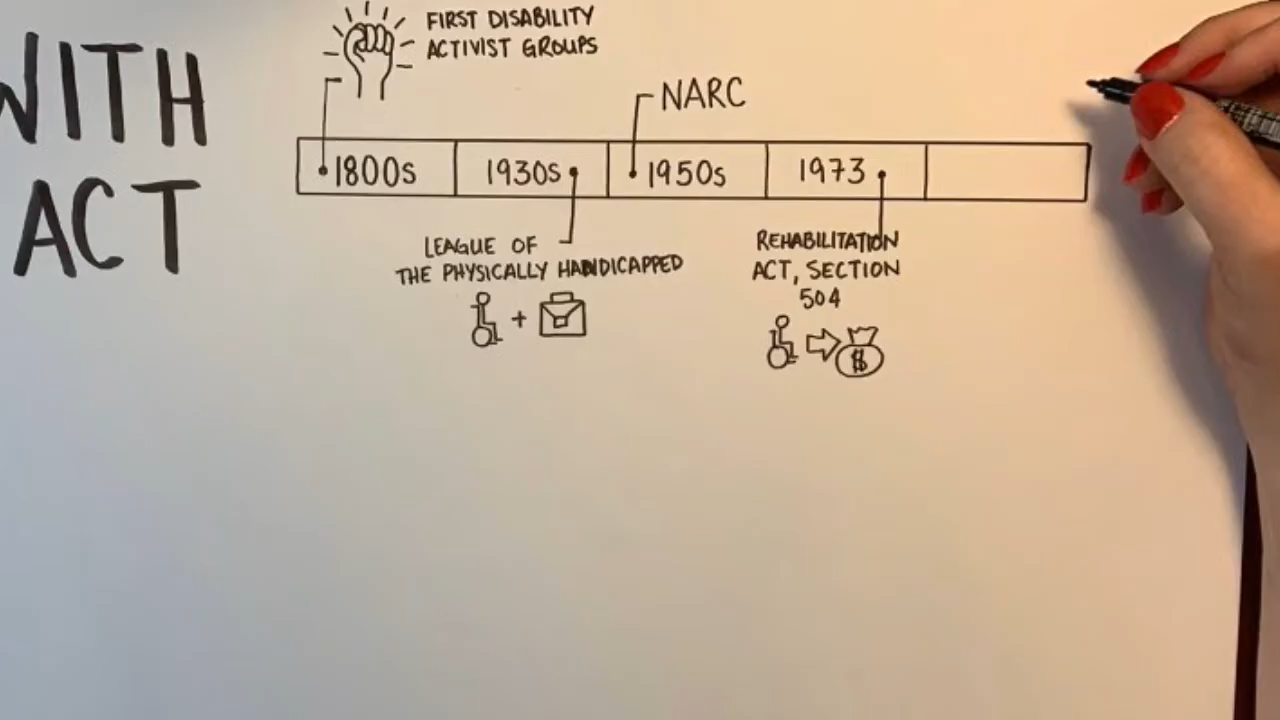 WITH
ACT
FIRST DISABILITY
ACTIVIST GROUPS
NARC
1800s 1930s 1950s 1973
LEAGUE OF
THE PHYSICALLY HANDICAPPED
+
REHABILITATION
ACT, SECTION
504
$